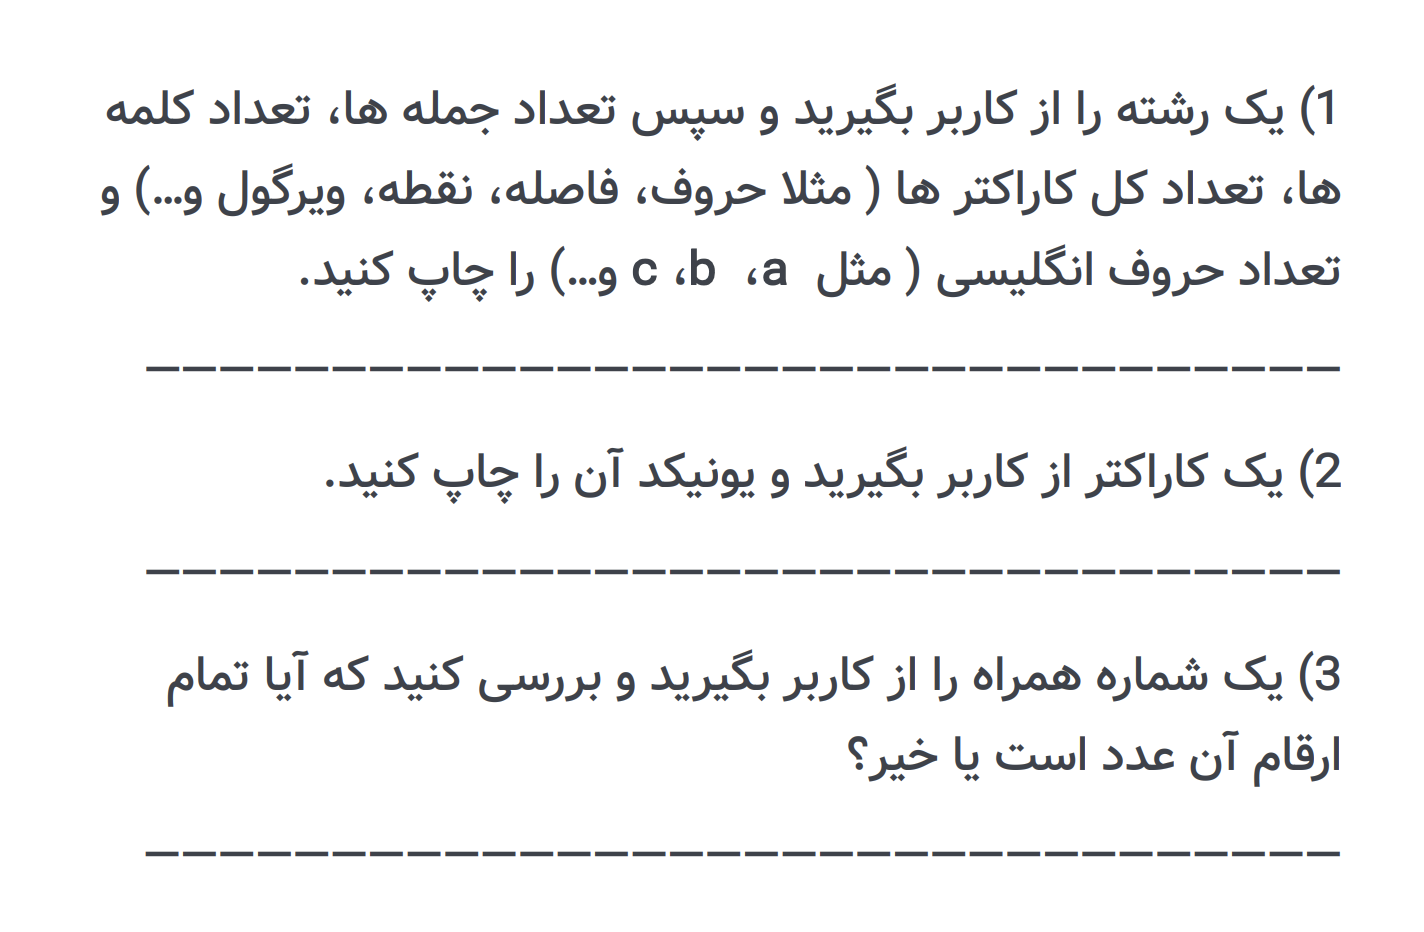 1) یک رشته را از کاربر بگیرید و سپس تعداد جمله ها، تعداد کلمه
ها، تعداد کل کاراکتر ها ( مثلا حروف، فاصله، نقطه، ویرگول و...) و
تعداد حروف انگلیسی ( مثل a، b، c و...) را چاپ کنید.
________________________________
2) یک کاراکتر از کاربر بگیرید و یونیکد آن را چاپ کنید.
________________________________
3) یک شماره همراه را از کاربر بگیرید و بررسی کنید که آیا تمام
ارقام آن عدد است یا خیر؟
________________________________